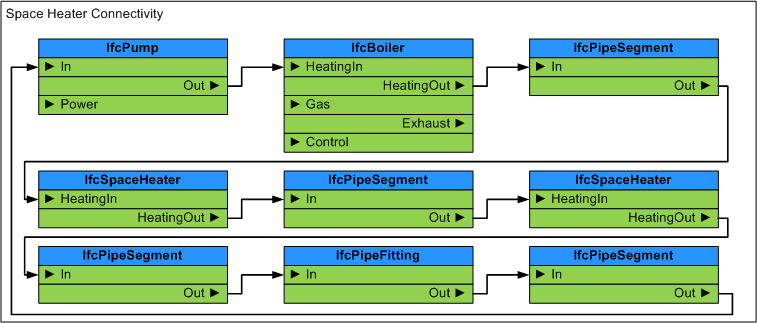 Space Heater Connectivity
IfcPump
IfcBoiler
IfcPipeSegment
► In
► HeatingIn
► In
Out ►
HeatingOut ►
Out ►
► Power
► Gas
Exhaust ►
► Control
IfcSpaceHeater
IfcPipeSegment
IfcSpaceHeater
► HeatingIn
► In
► HeatingIn
HeatingOut ►
Out ►
HeatingOut ►
IfcPipeSegment
IfcPipeFitting
IfcPipeSegment
► In
► In
► In
Out ►
Out ►
Out ►